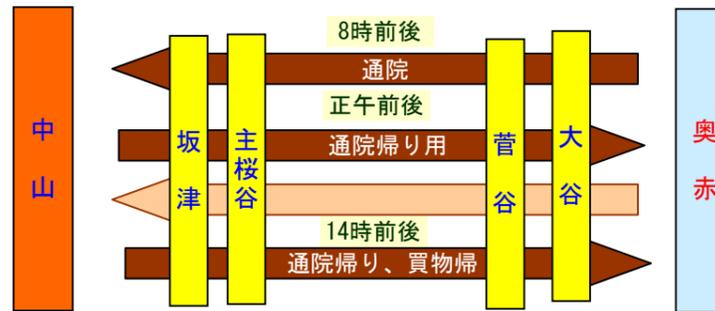 中山
8時前後
通院
正午前後
通院帰り用
14時前後
通院帰り、買物帰
坂津
主桜谷
菅谷
大谷
奥赤